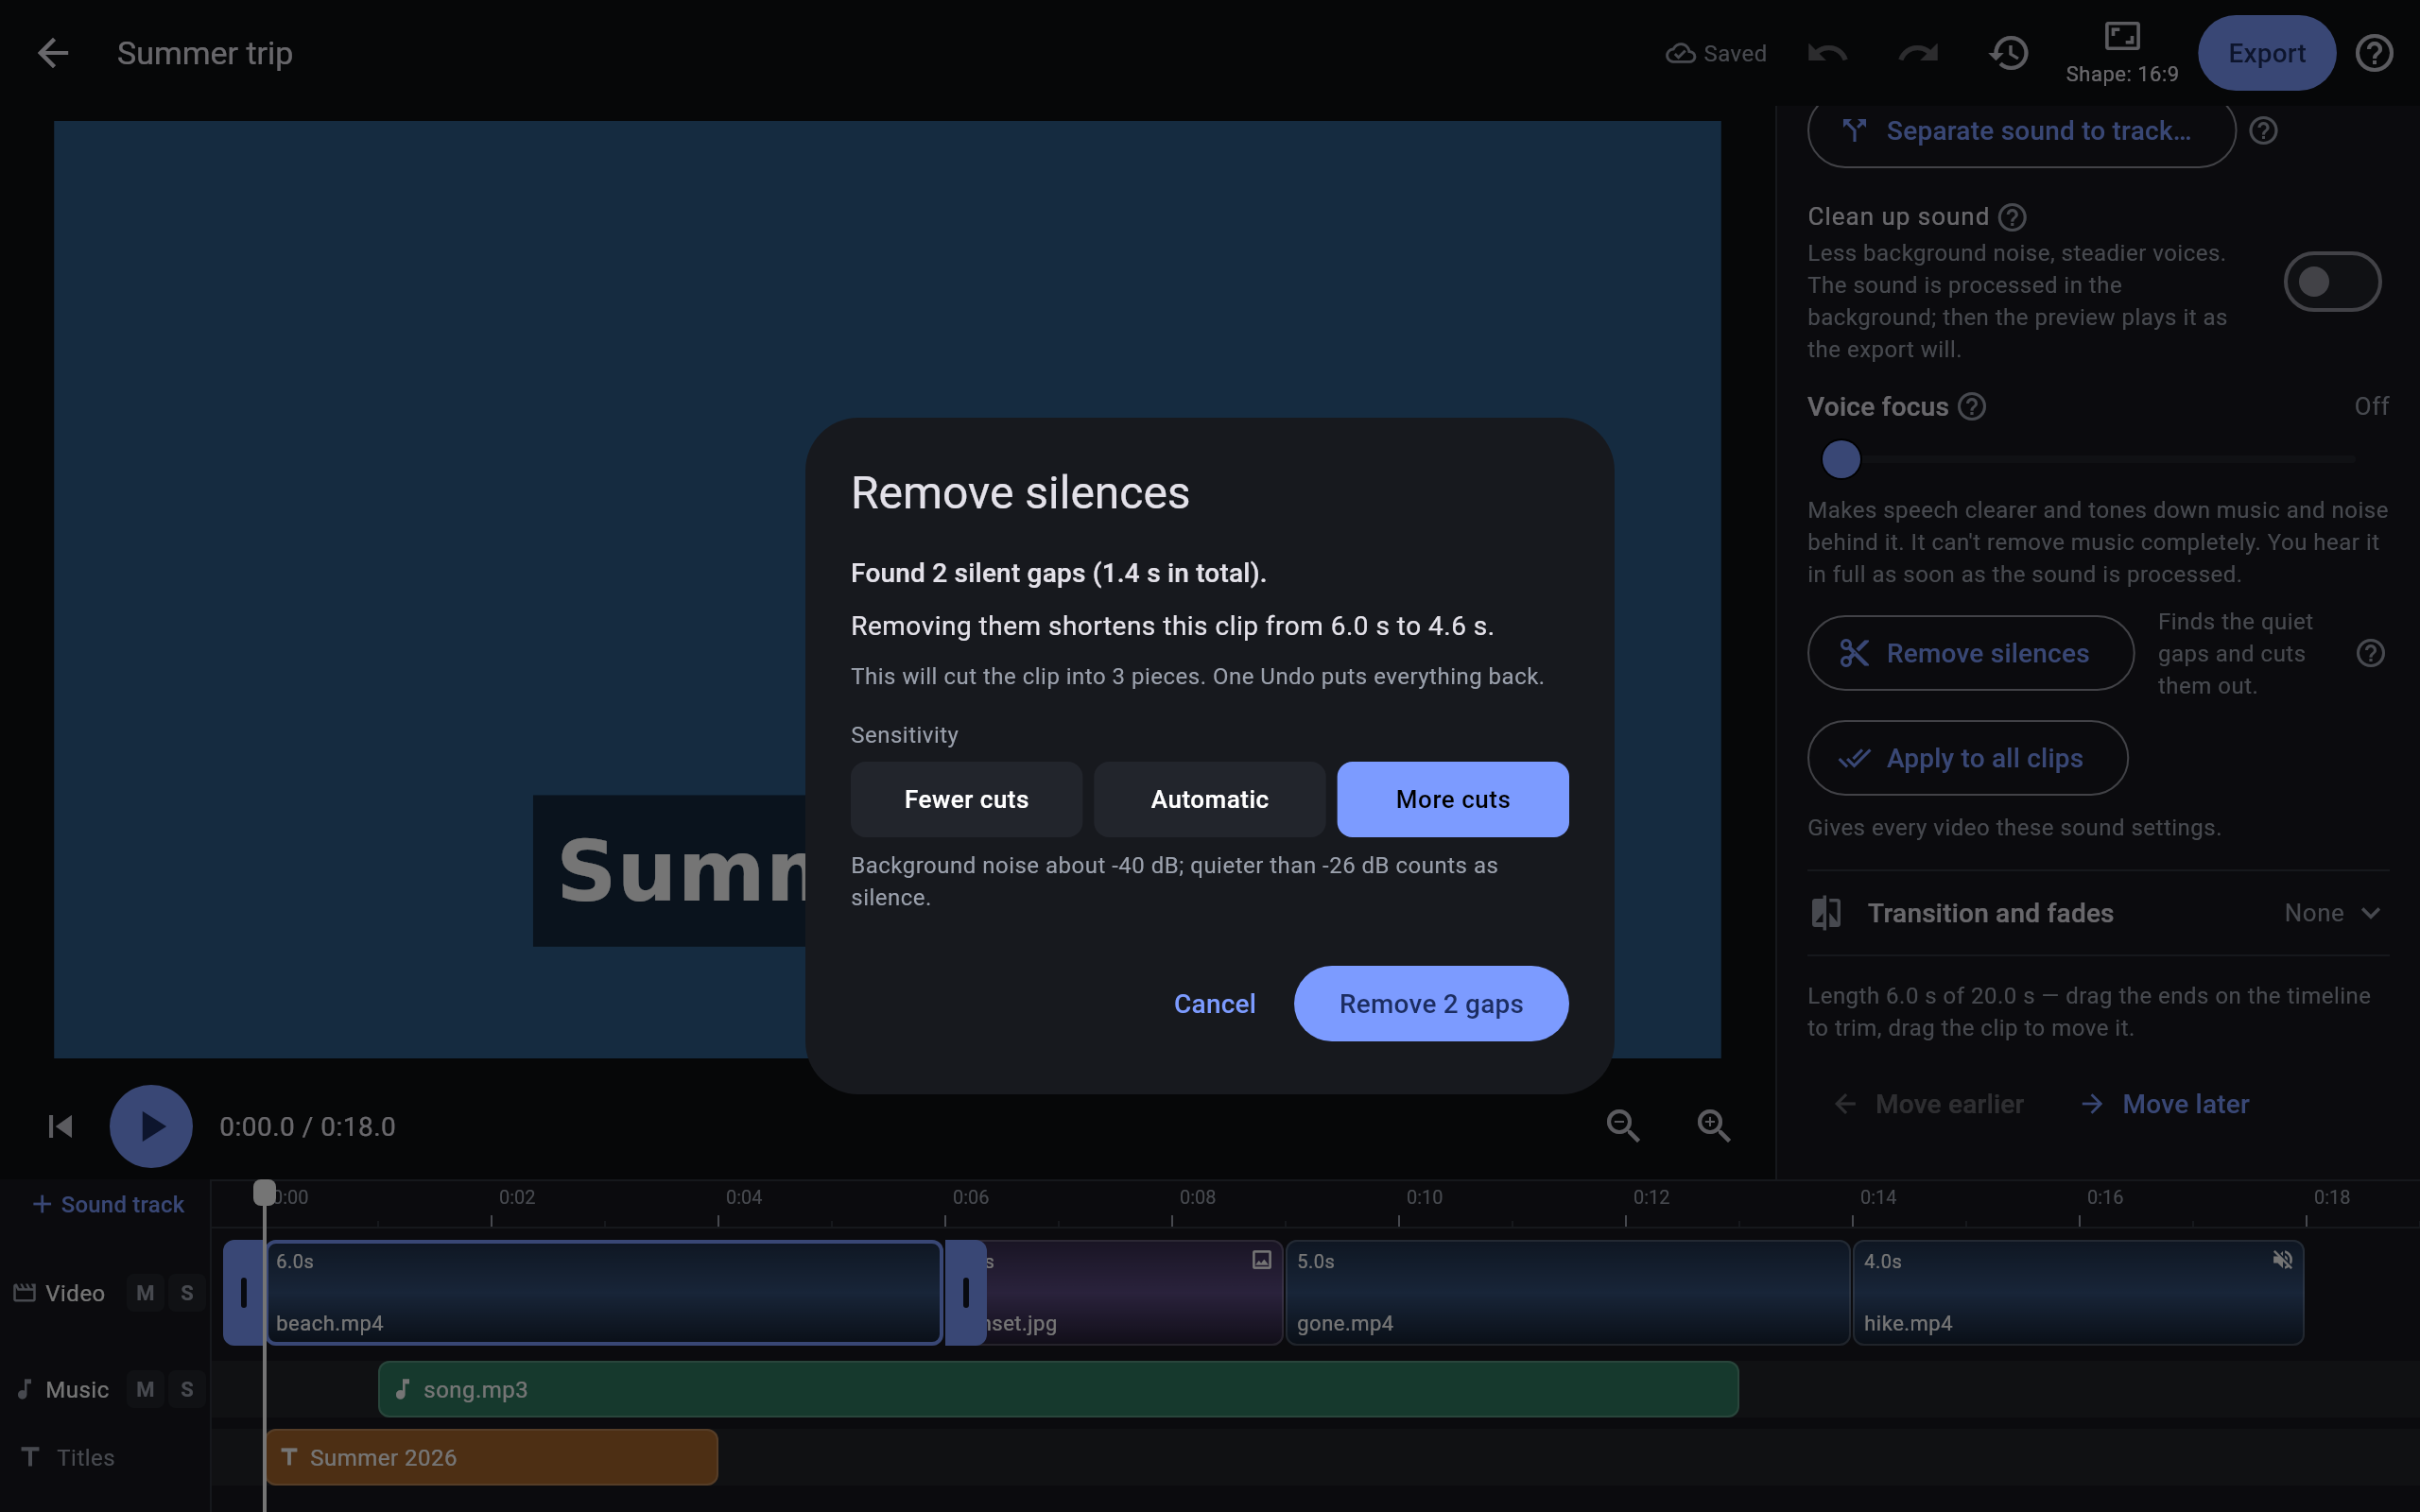 Summer trip
Saved
Shape: 16:9
Export
Separate sound to track...
Clean up sound
Less background noise, steadier voices.
The sound is processed in the
background; then the preview plays it as
the export will.
Voice focus
Off
Makes speech clearer and tones down music and noise
behind it. It can't remove music completely. You hear it
in full as soon as the sound is processed.
Remove silences
Finds the quiet
gaps and cuts
them out.
Apply to all clips
Gives every video these sound settings.
Transition and fades
None
Length 6.0 s of 20.0 s — drag the ends on the timeline
to trim, drag the clip to move it.
Move earlier
Move later
Remove silences
Found 2 silent gaps (1.4 s in total).
Removing them shortens this clip from 6.0 s to 4.6 s.
This will cut the clip into 3 pieces. One Undo puts everything back.
Sensitivity
Fewer cuts
Automatic
More cuts
Background noise about -40 dB; quieter than -26 dB counts as
silence.
Cancel
Remove 2 gaps
0:00.0 / 0:18.0
Sound track
0:00 0:02 0:04 0:06 0:08 0:10 0:12 0:14 0:16 0:18
Video M S
6.0s
beach.mp4
5.0s
gone.mp4
4.0s
hike.mp4
Music M S
song.mp3
Titles
Summer 2026